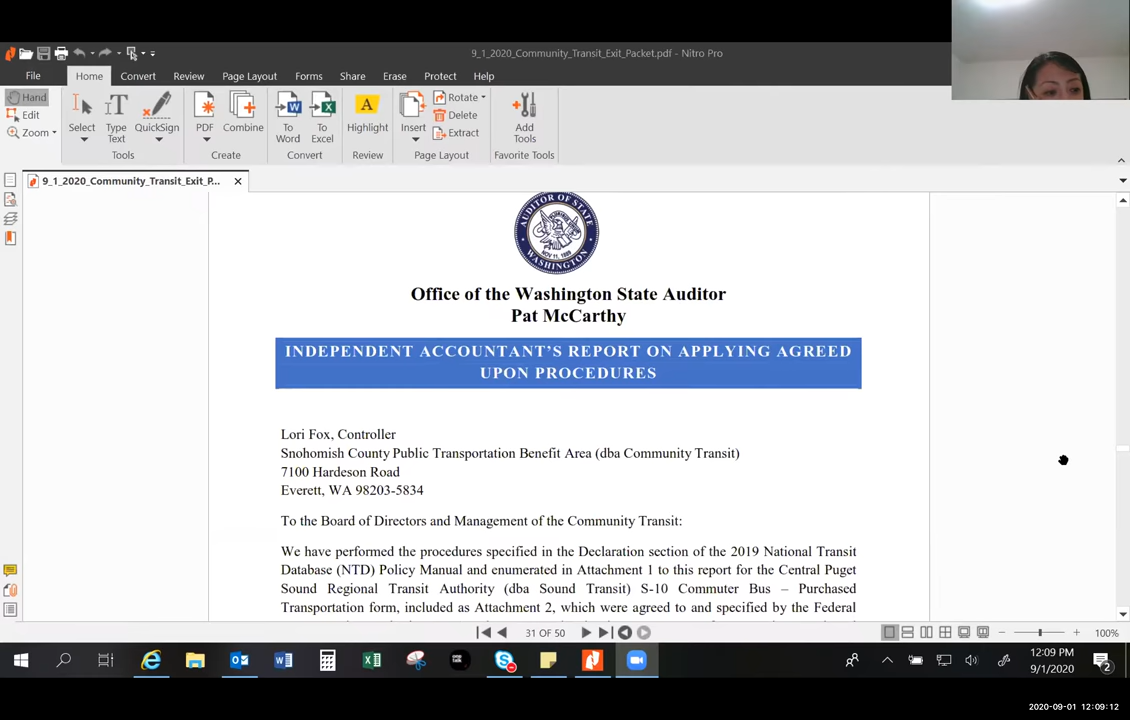 9_1_2020_Community_Transit_Exit_Packet.pdf - Nitro Pro
File Home Convert Review Page Layout Forms Share Erase Protect Help
Hand
Edit
Zoom
Select
Type Text
QuickSign
PDF
Combine
To Word
To Excel
Highlight
Insert
Rotate
Delete
Extract
Add Tools
Tools Create Convert Review Page Layout Favorite Tools
9_1_2020_Community_Transit_Exit_P...
AUDITOR OF STATE
NOV 11, 1889
WASHINGTON
Office of the Washington State Auditor
Pat McCarthy
INDEPENDENT ACCOUNTANT’S REPORT ON APPLYING AGREED
UPON PROCEDURES
Lori Fox, Controller
Snohomish County Public Transportation Benefit Area (dba Community Transit)
7100 Hardeson Road
Everett, WA 98203-5834
To the Board of Directors and Management of the Community Transit:
We have performed the procedures specified in the Declaration section of the 2019 National Transit
Database (NTD) Policy Manual and enumerated in Attachment 1 to this report for the Central Puget
Sound Regional Transit Authority (dba Sound Transit) S-10 Commuter Bus – Purchased
Transportation form, included as Attachment 2, which were agreed to and specified by the Federal
31 OF 50
100%
12:09 PM
9/1/2020
2
2020-09-01 12:09:12